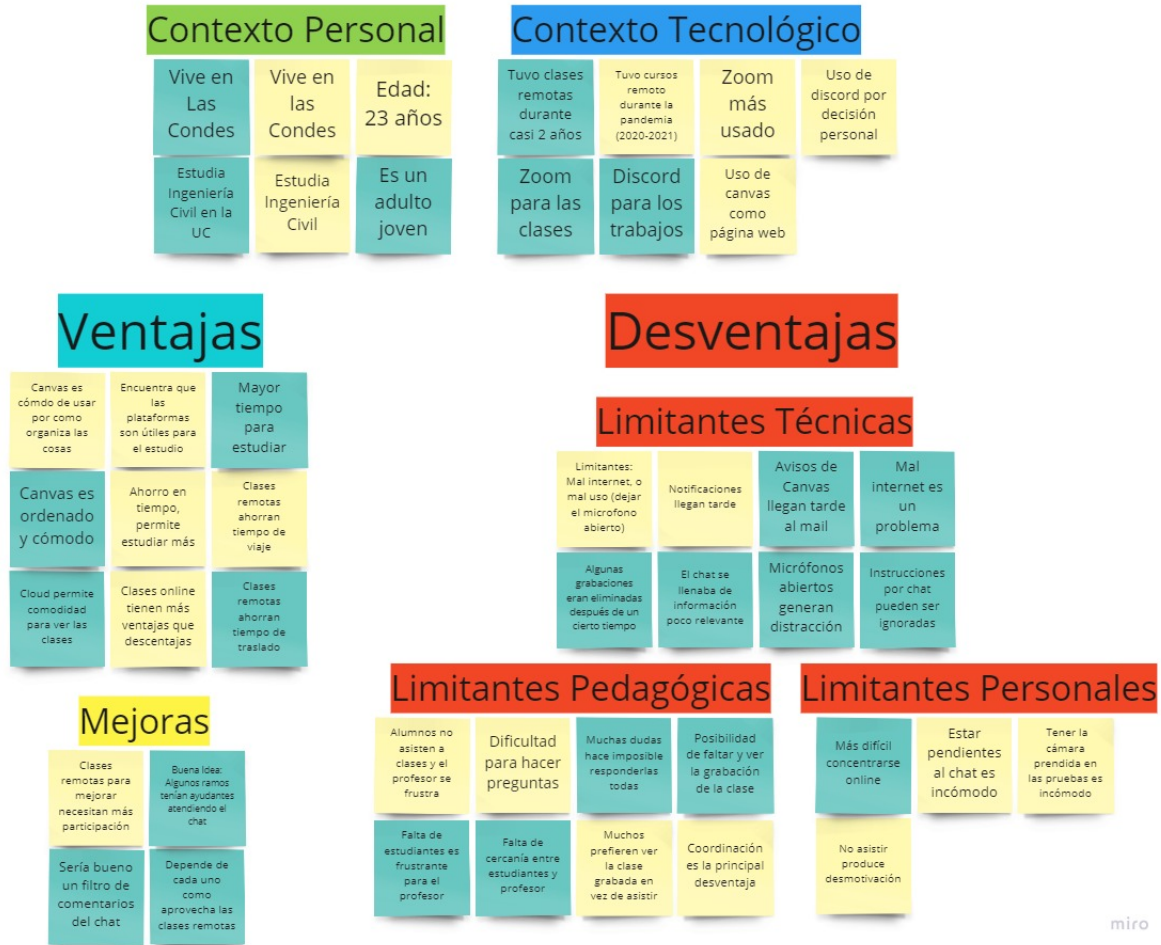 Contexto Personal
Vive en
Las
Condes
Vive en
las
Condes
Edad:
23 años
Estudia
Ingeniería
Civil en la
UC
Estudia
Ingeniería
Civil
Es un
adulto
joven
Contexto Tecnológico
Tuvo clases
remotas
durante
casi 2 años
Tuvo cursos
remoto
durante la
pandemia
(2020-2021)
Zoom
más
usado
Uso de
discord por
decisión
personal
Zoom
para las
clases
Discord
para los
trabajos
Uso de
canvas
como
página web
Ventajas
Canvas es
cómdo de usar
por como
organiza las
cosas
Encuentra que
las
plataformas
son útiles para
el estudio
Mayor
tiempo
para
estudiar
Canvas es
ordenado
y cómodo
Ahorro en
tiempo,
permite
estudiar más
Clases
remotas
ahorran
tiempo de
viaje
Cloud permite
comodidad
para ver las
clases
Clases online
tienen más
ventajas que
descentajas
Clases
remotas
ahorran
tiempo de
traslado
Desventajas
Limitantes Técnicas
Limitantes:
Mal internet, o
mal uso (dejar
el microfono
abierto)
Notificaciones
llegan tarde
Avisos de
Canvas
llegan tarde
al mail
Mal
internet es
un
problema
Algunas
grabaciones
eran eliminadas
después de un
cierto tiempo
El chat se
llenaba de
información
poco relevante
Micrófonos
abiertos
generan
distracción
Instrucciones
por chat
pueden ser
ignoradas
Mejoras
Clases
remotas para
mejorar
necesitan más
participación
Buena Idea:
Algunos ramos
tenían ayudantes
atendiendo el
chat
Sería bueno
un filtro de
comentarios
del chat
Depende de
cada uno
como
aprovecha las
clases remotas
Limitantes Pedagógicas
Alumnos no
asisten a
clases y el
profesor se
frustra
Dificultad
para hacer
preguntas
Muchas dudas
hace imposible
responderlas
todas
Posibilidad
de faltar y ver
la grabación
de la clase
Falta de
estudiantes es
frustrante
para el
profesor
Falta de
cercanía entre
estudiantes y
profesor
Muchos
prefieren ver
la clase
grabada en
vez de asistir
Coordinación
es la principal
desventaja
Limitantes Personales
Más difícil
concentrarse
online
Estar
pendientes
al chat es
incómodo
Tener la
cámara
prendida en
las pruebas es
incómodo
No asistir
produce
desmotivación
miro